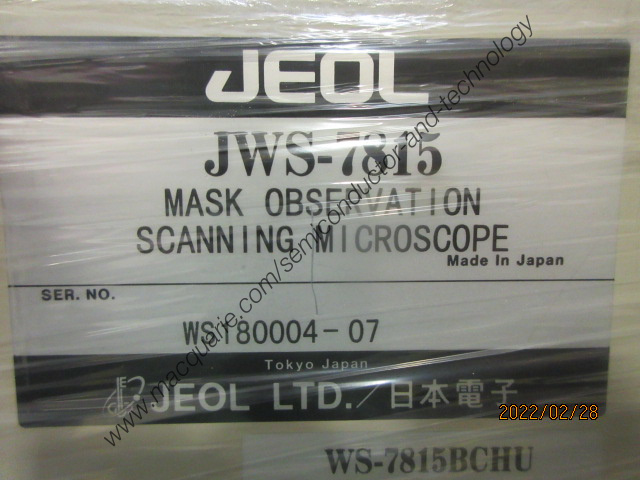 JEOL
JWS-7815
MASK OBSERVATION
SCANNING MICROSCOPE
Made In Japan
SER. NO.
WS180004-07
Tokyo Japan
JEOL LTD./日本電子
2022/02/28
WS-7815BCHU
www.macquarie.com/semiconductor-and-technology